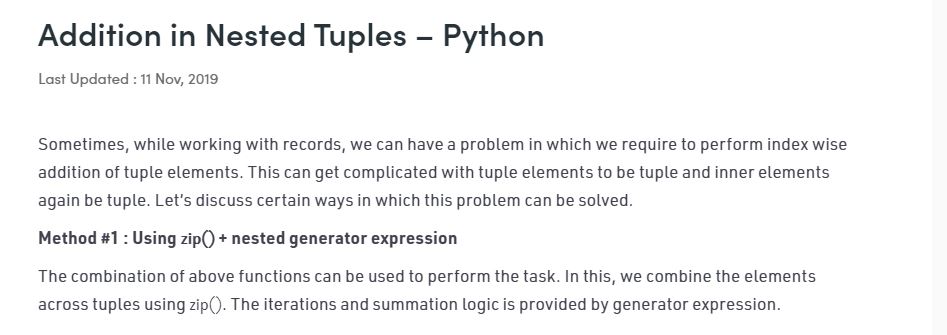 Addition in Nested Tuples – Python
Last Updated : 11 Nov, 2019
Sometimes, while working with records, we can have a problem in which we require to perform index wise
addition of tuple elements. This can get complicated with tuple elements to be tuple and inner elements
again be tuple. Let's discuss certain ways in which this problem can be solved.
Method #1 : Using zip() + nested generator expression
The combination of above functions can be used to perform the task. In this, we combine the elements
across tuples using zip(). The iterations and summation logic is provided by generator expression.